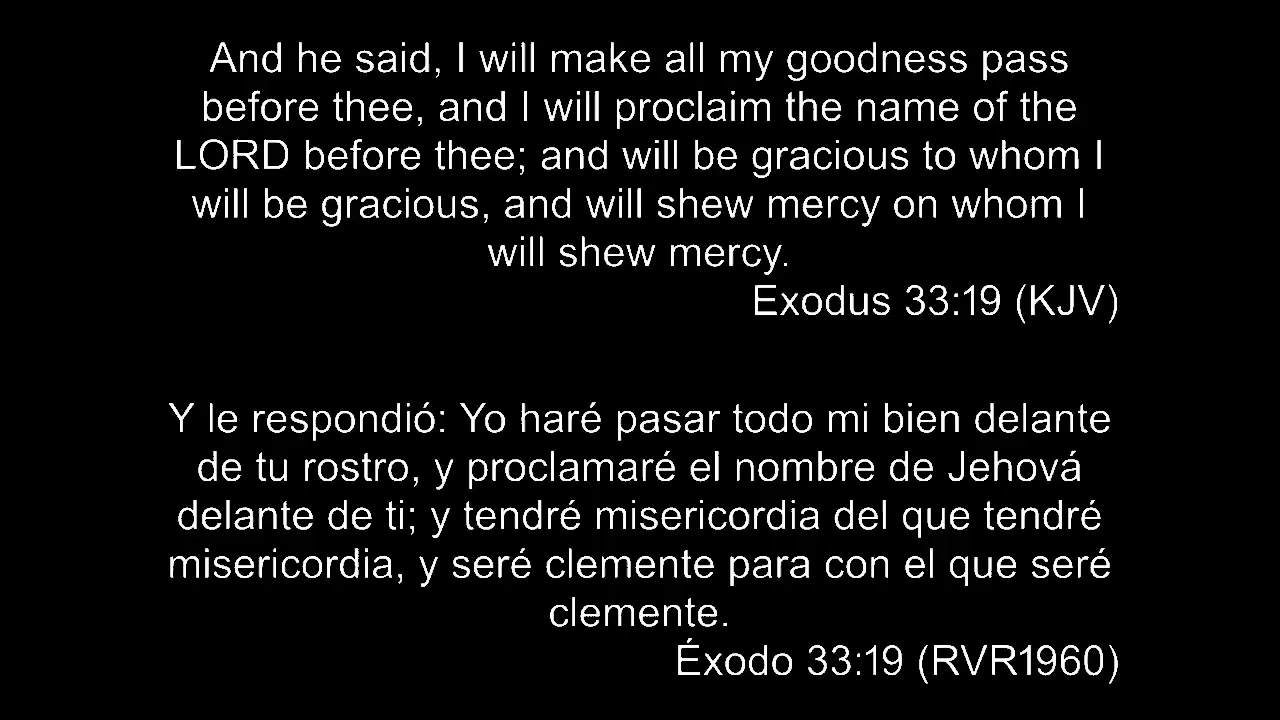 And he said, I will make all my goodness pass
before thee, and I will proclaim the name of the
LORD before thee; and will be gracious to whom I
will be gracious, and will shew mercy on whom I
will shew mercy.
Exodus 33:19 (KJV)
Y le respondió: Yo haré pasar todo mi bien delante
de tu rostro, y proclamaré el nombre de Jehová
delante de ti; y tendré misericordia del que tendré
misericordia, y seré clemente para con el que seré
clemente.
Éxodo 33:19 (RVR1960)